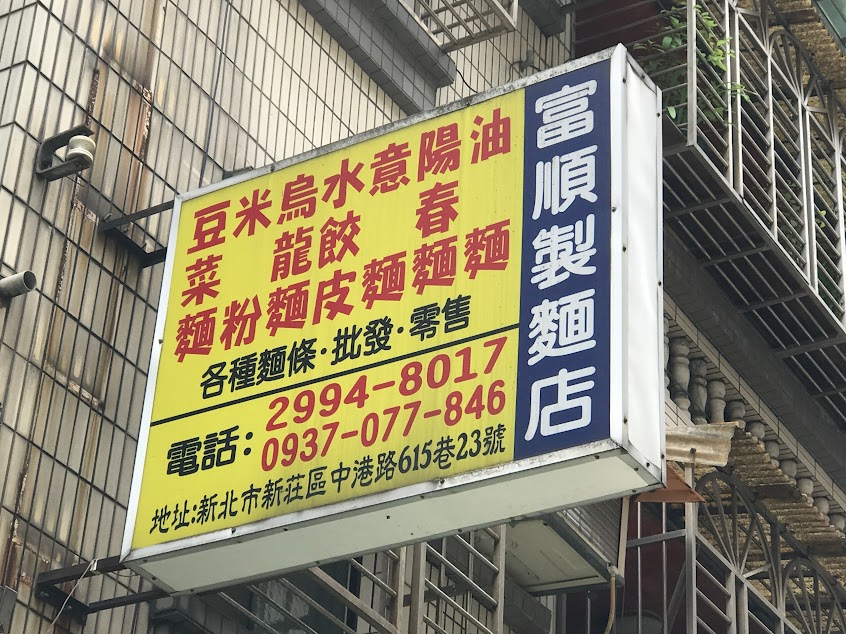 富順製麵店
油麵
陽春麵
意麵
水餃皮
烏龍麵
米粉
豆菜麵
各種麵條·批發·零售
電話:2994-8017
0937-077-846
地址:新北市新莊區中港路615巷23號